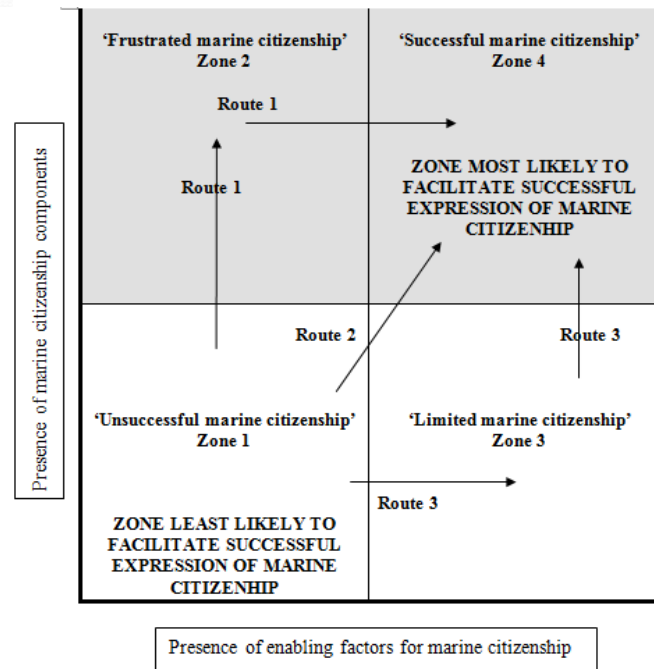 ‘Frustrated marine citizenship’
Zone 2
‘Successful marine citizenship’
Zone 4
Route 1
Route 1
ZONE MOST LIKELY TO
FACILITATE SUCCESSFUL
EXPRESSION OF MARINE
CITIZENHIP
Presence of marine citizenship components
Route 2
Route 3
‘Unsuccessful marine citizenship’
Zone 1
‘Limited marine citizenship’
Zone 3
Route 3
ZONE LEAST LIKELY TO
FACILITATE SUCCESSFUL
EXPRESSION OF MARINE
CITIZENHIP
Presence of enabling factors for marine citizenship